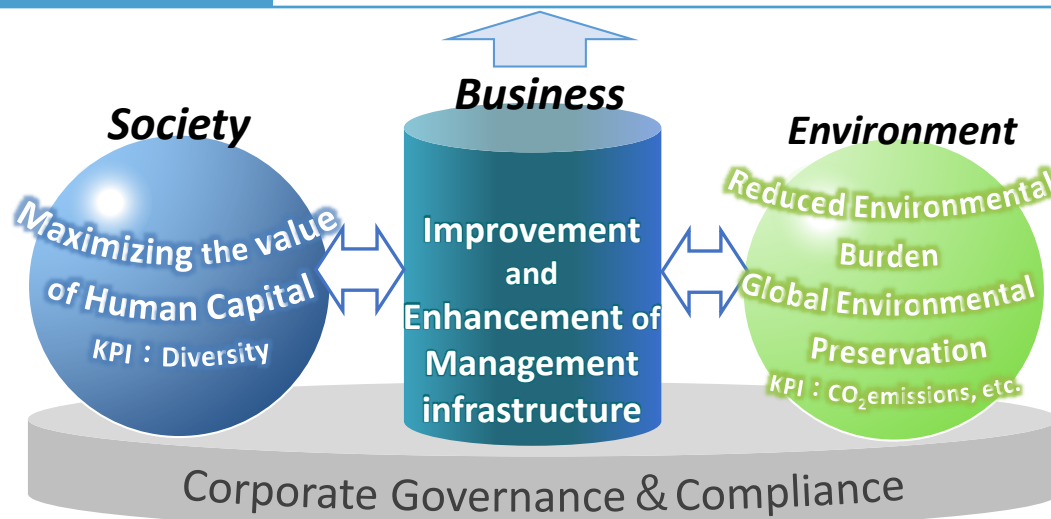 Society
Maximizing the value
of Human Capital
KPI：Diversity
Business
Improvement
and
Enhancement of
Management
infrastructure
Environment
Reduced Environmental
Burden
Global Environmental
Preservation
KPI：CO₂emissions, etc.
Corporate Governance & Compliance